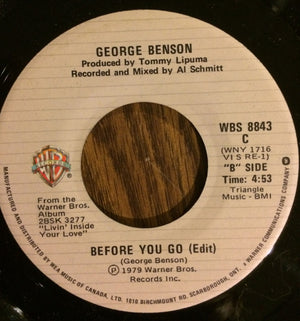 GEORGE BENSON
Produced by Tommy Lipuma
Recorded and Mixed by Al Schmitt
WBS 8843
C
(WNY 1716
VI S RE-1)
"B" SIDE
Time: 4:53
Triangle
Music - BMI
From the
Warner Bros.
Album
2BSK 3277
"Livin' Inside
Your Love"
BEFORE YOU GO (Edit)
(George Benson)
℗ 1979 Warner Bros.
Records Inc.
MANUFACTURED AND DISTRIBUTED BY WEA MUSIC OF CANADA, LTD. 1810 BIRCHMOUNT RD. SCARBOROUGH, ONT. A WARNER COMMUNICATIONS COMPANY